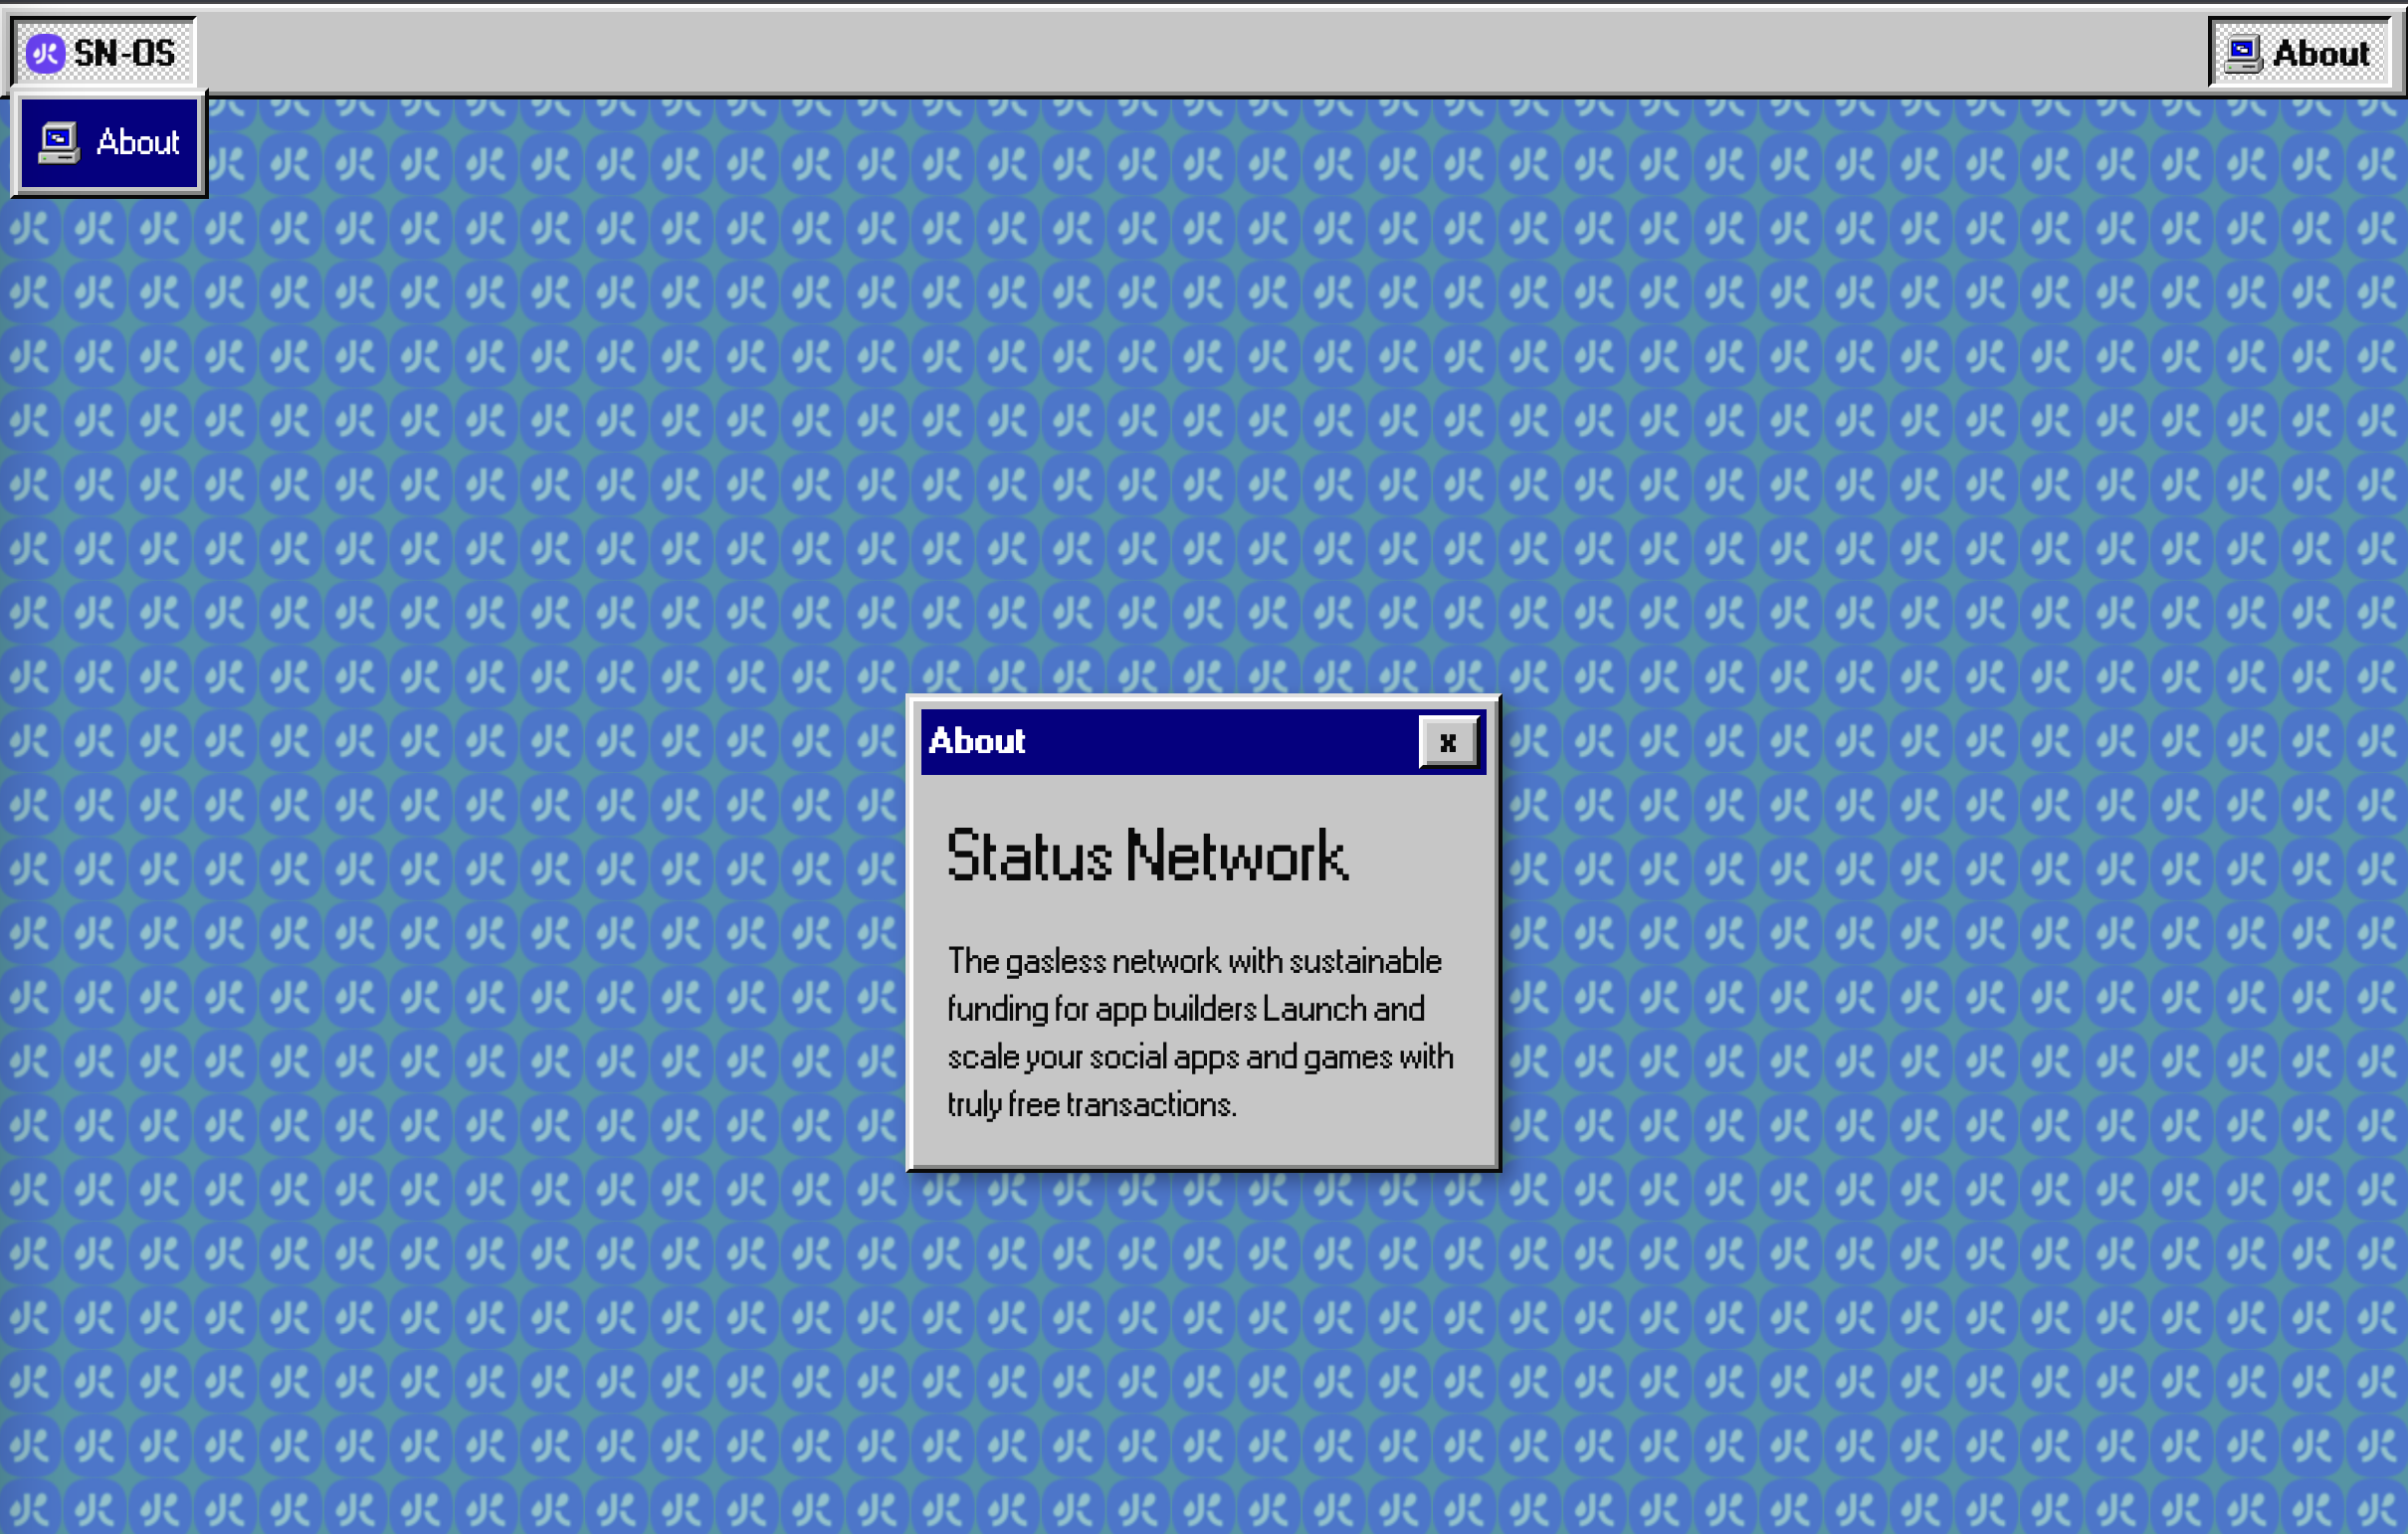 SN-OS
About
About
About
x
Status Network
The gasless network with sustainable
funding for app builders Launch and
scale your social apps and games with
truly free transactions.